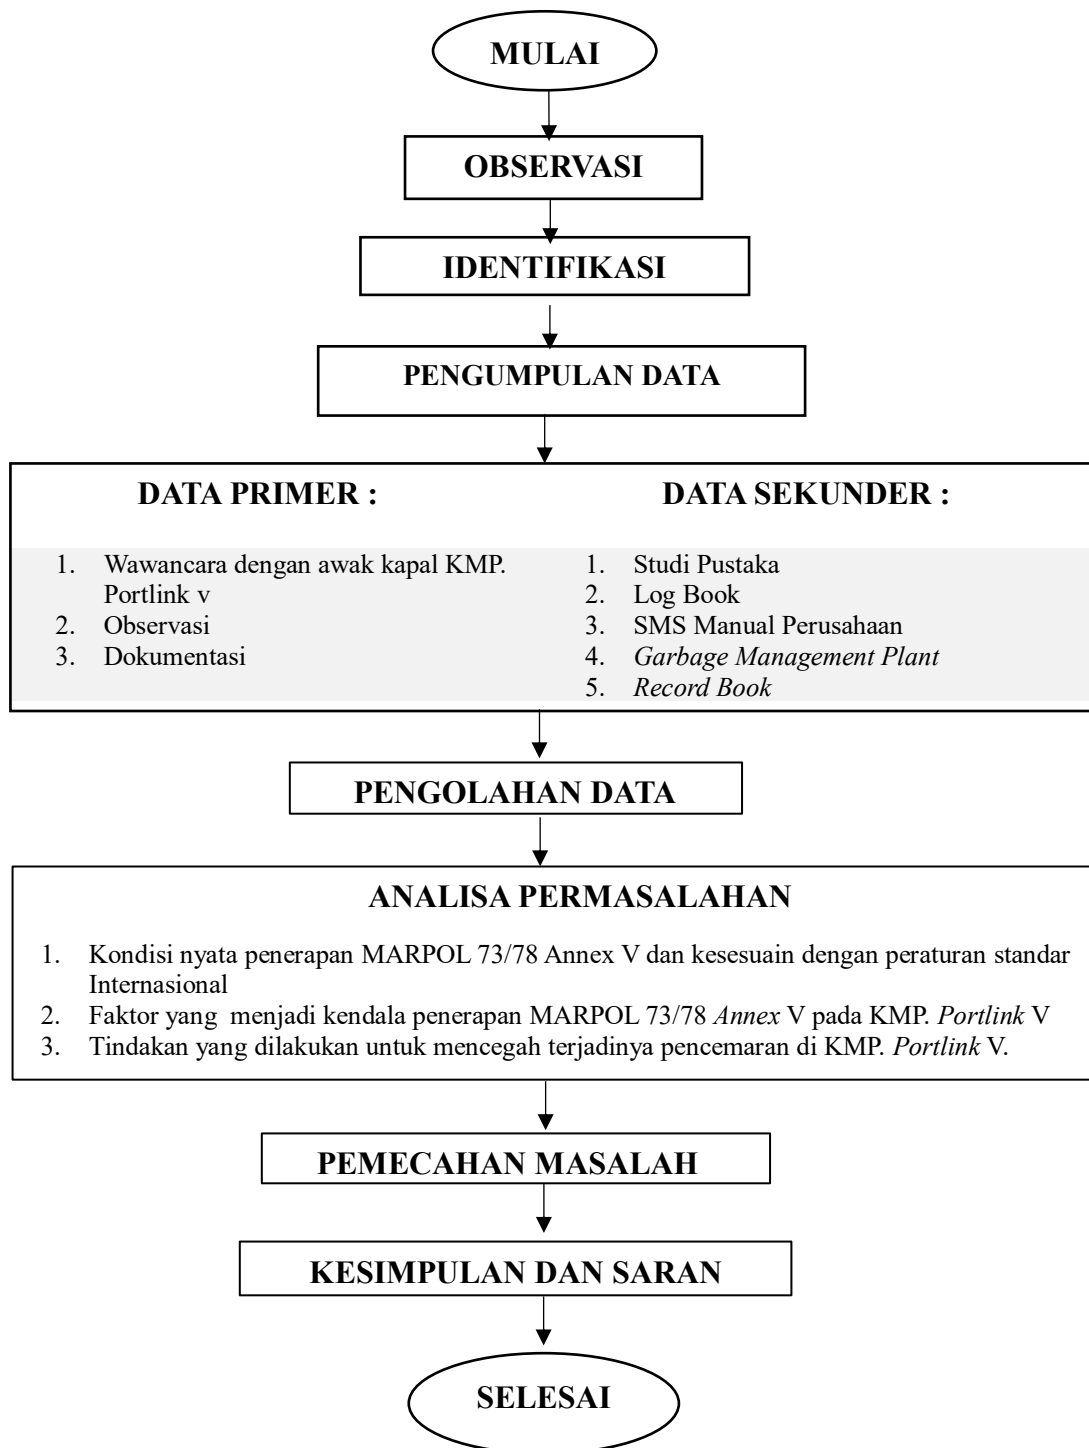 MULAI
OBSERVASI
IDENTIFIKASI
PENGUMPULAN DATA
DATA PRIMER :
1. Wawancara dengan awak kapal KMP.
Portlink v
2. Observasi
3. Dokumentasi
DATA SEKUNDER :
1. Studi Pustaka
2. Log Book
3. SMS Manual Perusahaan
4. Garbage Management Plant
5. Record Book
PENGOLAHAN DATA
ANALISA PERMASALAHAN
1. Kondisi nyata penerapan MARPOL 73/78 Annex V dan kesesuain dengan peraturan standar
Internasional
2. Faktor yang menjadi kendala penerapan MARPOL 73/78 Annex V pada KMP. Portlink V
3. Tindakan yang dilakukan untuk mencegah terjadinya pencemaran di KMP. Portlink V.
PEMECAHAN MASALAH
KESIMPULAN DAN SARAN
SELESAI